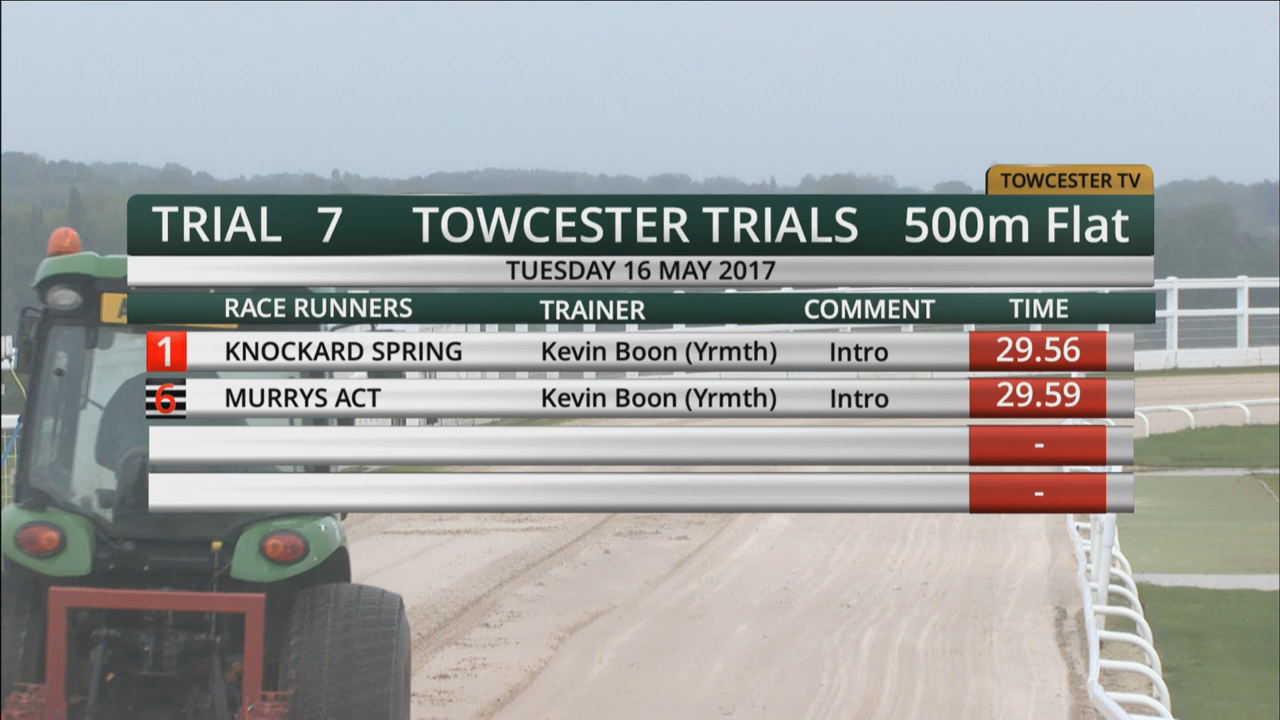 TOWCESTER TV
TRIAL 7 TOWCESTER TRIALS 500m Flat
TUESDAY 16 MAY 2017
RACE RUNNERS TRAINER COMMENT TIME
1 KNOCKARD SPRING Kevin Boon (Yrmth) Intro 29.56
6 MURRYS ACT Kevin Boon (Yrmth) Intro 29.59
-
-